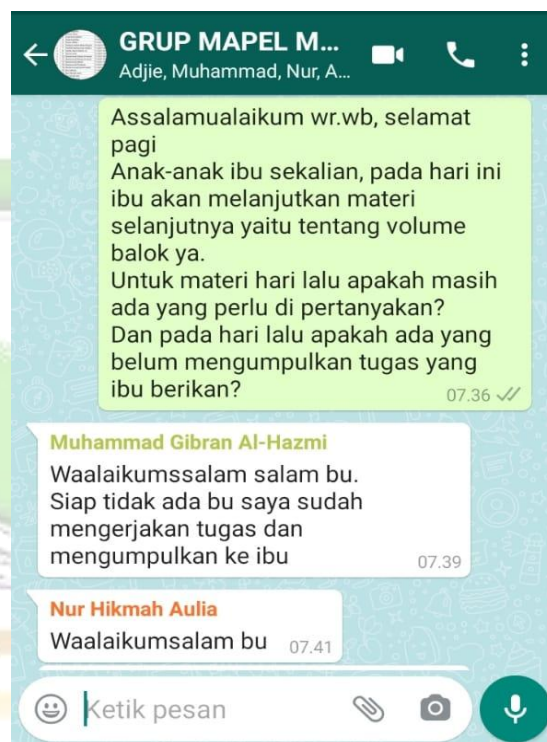 GRUP MAPEL M...
Adjie, Muhammad, Nur, A...
Assalamualaikum wr.wb, selamat
pagi
Anak-anak ibu sekalian, pada hari ini
ibu akan melanjutkan materi
selanjutnya yaitu tentang volume
balok ya.
Untuk materi hari lalu apakah masih
ada yang perlu di pertanyakan?
Dan pada hari lalu apakah ada yang
belum mengumpulkan tugas yang
ibu berikan?
07.36
Muhammad Gibran Al-Hazmi
Waalaikumssalam salam bu.
Siap tidak ada bu saya sudah
mengerjakan tugas dan
mengumpulkan ke ibu
07.39
Nur Hikmah Aulia
Waalaikumsalam bu 07.41
Ketik pesan